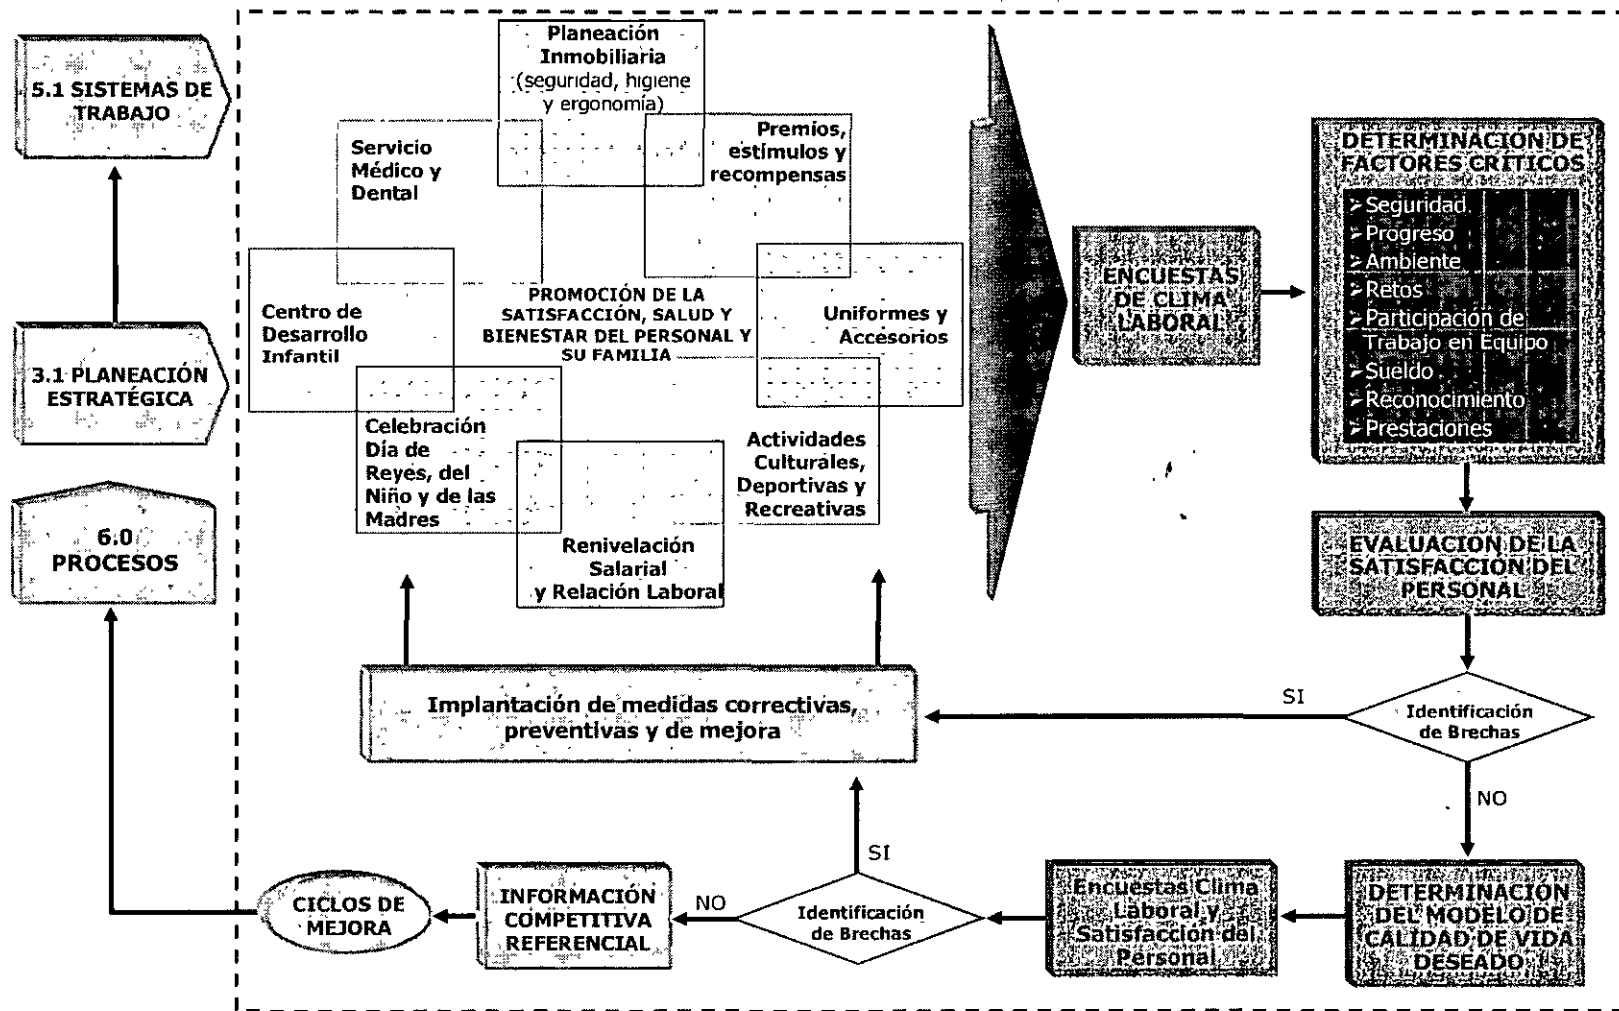 5.1 SISTEMAS DE
TRABAJO
3.1 PLANEACIÓN
ESTRATÉGICA
6.0
PROCESOS
Planeación
Inmobiliaria
(seguridad, higiene
y ergonomía)
Servicio
Médico y
Dental
Premios,
estímulos y
recompensas
Centro de
Desarrollo
Infantil
PROMOCIÓN DE LA
SATISFACCIÓN, SALUD Y
BIENESTAR DEL PERSONAL Y
SU FAMILIA
Uniformes y
Accesorios
Celebración
Día de
Reyes, del
Niño y de las
Madres
Actividades
Culturales,
Deportivas y
Recreativas
Renivelación
Salarial
y Relación Laboral
ENCUESTAS
DE CLIMA
LABORAL
DETERMINACION DE
FACTORES CRÍTICOS
➢ Seguridad
➢ Progreso
➢ Ambiente
➢ Retos
➢ Participación de
Trabajo en Equipo
➢ Sueldo
➢ Reconocimiento
➢ Prestaciones
EVALUACION DE LA
SATISFACCION DEL
PERSONAL
Identificación
de Brechas
SI
NO
Implantación de medidas correctivas,
preventivas y de mejora
DETERMINACION
DEL MODELO DE
CALIDAD DE VIDA
DESEADO
Encuestas Clima
Laboral y
Satisfacción del
Personal
Identificación
de Brechas
SI
NO
INFORMACIÓN
COMPETITIVA
REFERENCIAL
CICLOS DE
MEJORA